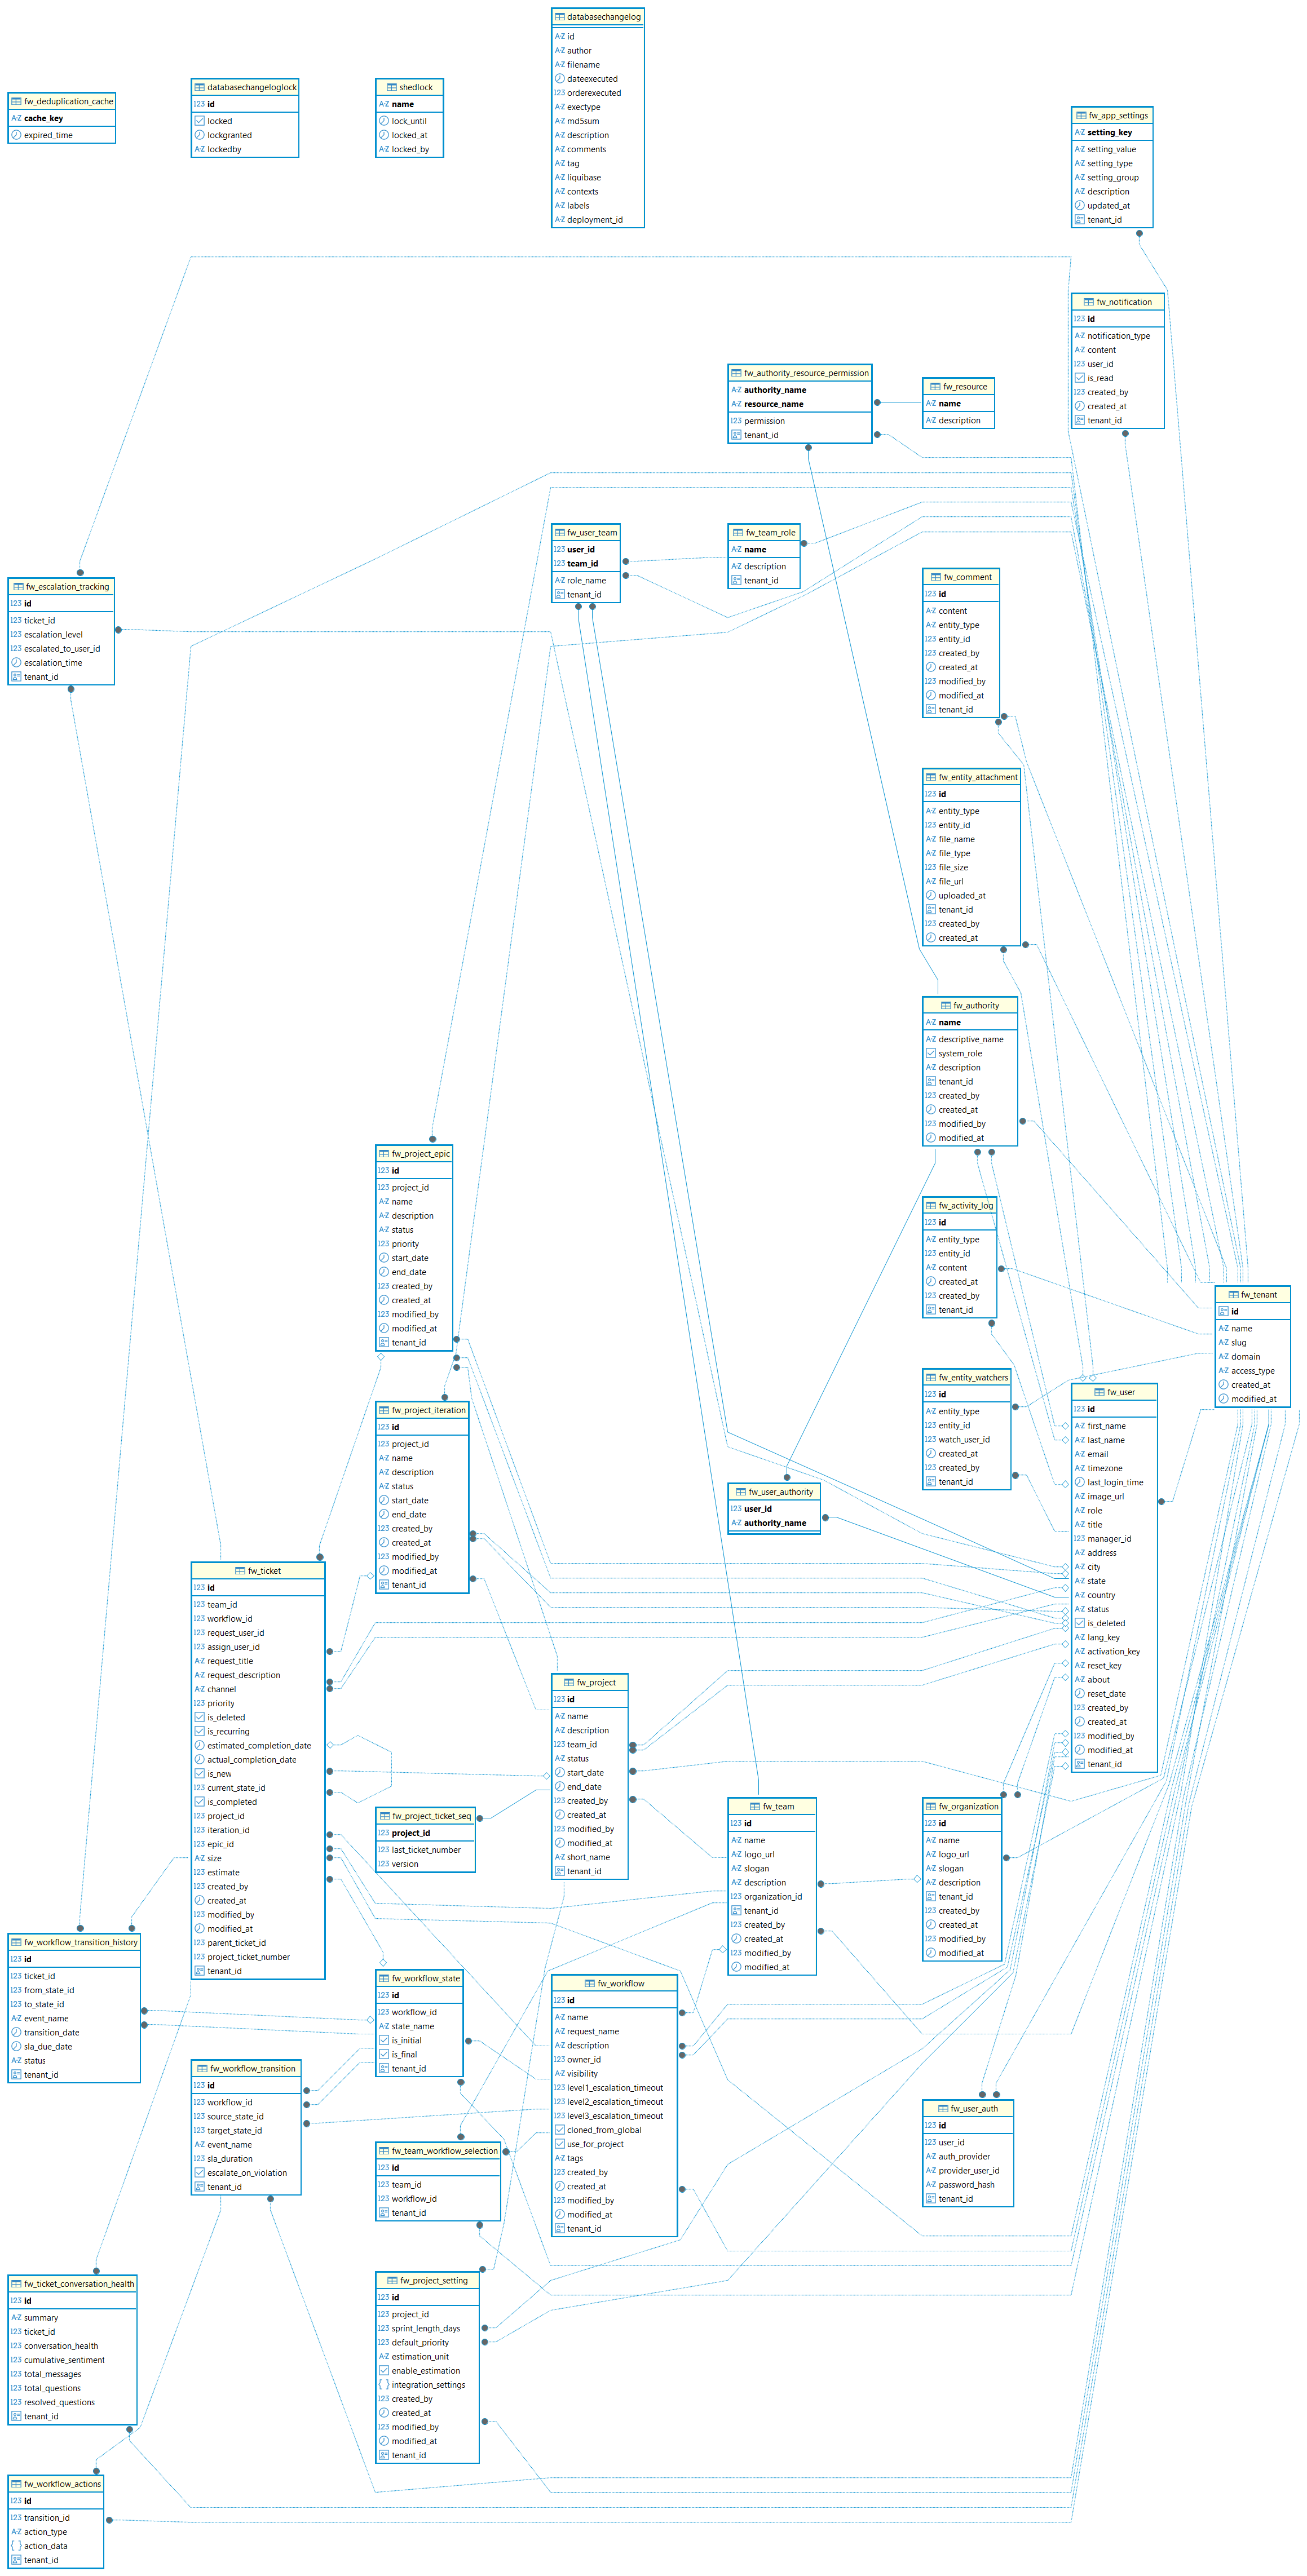 databasechangelog
id
author
filename
dateexecuted
123 orderexecuted
exectype
md5sum
description
comments
tag
liquibase
contexts
labels
deployment_id
fw_deduplication_cache
cache_key
expired_time
databasechangeloglock
123 id
locked
lockgranted
lockedby
shedlock
name
lock_until
locked_at
locked_by
fw_app_settings
setting_key
setting_value
setting_type
setting_group
description
updated_at
tenant_id
fw_notification
123 id
notification_type
content
123 user_id
is_read
123 created_by
created_at
tenant_id
fw_authority_resource_permission
authority_name
resource_name
123 permission
tenant_id
fw_resource
name
description
fw_user_team
123 user_id
123 team_id
role_name
tenant_id
fw_team_role
name
description
tenant_id
fw_escalation_tracking
123 id
123 ticket_id
123 escalation_level
123 escalated_to_user_id
escalation_time
tenant_id
fw_comment
123 id
content
entity_type
123 entity_id
123 created_by
created_at
123 modified_by
modified_at
tenant_id
fw_entity_attachment
123 id
entity_type
123 entity_id
file_name
file_type
123 file_size
file_url
uploaded_at
tenant_id
123 created_by
created_at
fw_authority
name
descriptive_name
system_role
description
tenant_id
123 created_by
created_at
123 modified_by
modified_at
fw_project_epic
123 id
123 project_id
name
description
status
123 priority
start_date
end_date
123 created_by
created_at
123 modified_by
modified_at
tenant_id
fw_activity_log
123 id
entity_type
123 entity_id
content
created_at
123 created_by
tenant_id
fw_tenant
id
name
slug
domain
access_type
created_at
modified_at
fw_entity_watchers
123 id
entity_type
123 entity_id
123 watch_user_id
created_at
123 created_by
tenant_id
fw_user
123 id
first_name
last_name
email
timezone
last_login_time
image_url
role
title
123 manager_id
address
city
state
country
status
is_deleted
lang_key
activation_key
reset_key
about
reset_date
123 created_by
created_at
123 modified_by
modified_at
tenant_id
fw_project_iteration
123 id
123 project_id
name
description
status
start_date
end_date
123 created_by
created_at
123 modified_by
modified_at
tenant_id
fw_user_authority
123 user_id
authority_name
fw_ticket
123 id
123 team_id
123 workflow_id
123 request_user_id
123 assign_user_id
request_title
request_description
channel
123 priority
is_deleted
is_recurring
estimated_completion_date
actual_completion_date
is_new
123 current_state_id
is_completed
123 project_id
123 iteration_id
123 epic_id
size
123 estimate
123 created_by
created_at
123 modified_by
modified_at
123 parent_ticket_id
123 project_ticket_number
tenant_id
fw_project
123 id
name
description
123 team_id
status
start_date
end_date
123 created_by
created_at
123 modified_by
modified_at
short_name
tenant_id
fw_project_ticket_seq
123 project_id
123 last_ticket_number
123 version
fw_team
123 id
name
logo_url
slogan
description
123 organization_id
tenant_id
123 created_by
created_at
123 modified_by
modified_at
fw_organization
123 id
name
logo_url
slogan
description
tenant_id
123 created_by
created_at
123 modified_by
modified_at
fw_workflow_transition_history
123 id
123 ticket_id
123 from_state_id
123 to_state_id
event_name
transition_date
sla_due_date
status
tenant_id
fw_workflow_state
123 id
123 workflow_id
state_name
is_initial
is_final
tenant_id
fw_workflow
123 id
name
request_name
description
123 owner_id
visibility
123 level1_escalation_timeout
123 level2_escalation_timeout
123 level3_escalation_timeout
cloned_from_global
use_for_project
tags
123 created_by
created_at
123 modified_by
modified_at
tenant_id
fw_workflow_transition
123 id
123 workflow_id
123 source_state_id
123 target_state_id
event_name
123 sla_duration
escalate_on_violation
tenant_id
fw_user_auth
123 id
123 user_id
auth_provider
provider_user_id
password_hash
tenant_id
fw_team_workflow_selection
123 id
123 team_id
123 workflow_id
tenant_id
fw_project_setting
123 id
123 project_id
123 sprint_length_days
123 default_priority
estimation_unit
enable_estimation
integration_settings
123 created_by
created_at
123 modified_by
modified_at
tenant_id
fw_ticket_conversation_health
123 id
summary
123 ticket_id
123 conversation_health
123 cumulative_sentiment
123 total_messages
123 total_questions
123 resolved_questions
tenant_id
fw_workflow_actions
123 id
123 transition_id
action_type
action_data
tenant_id